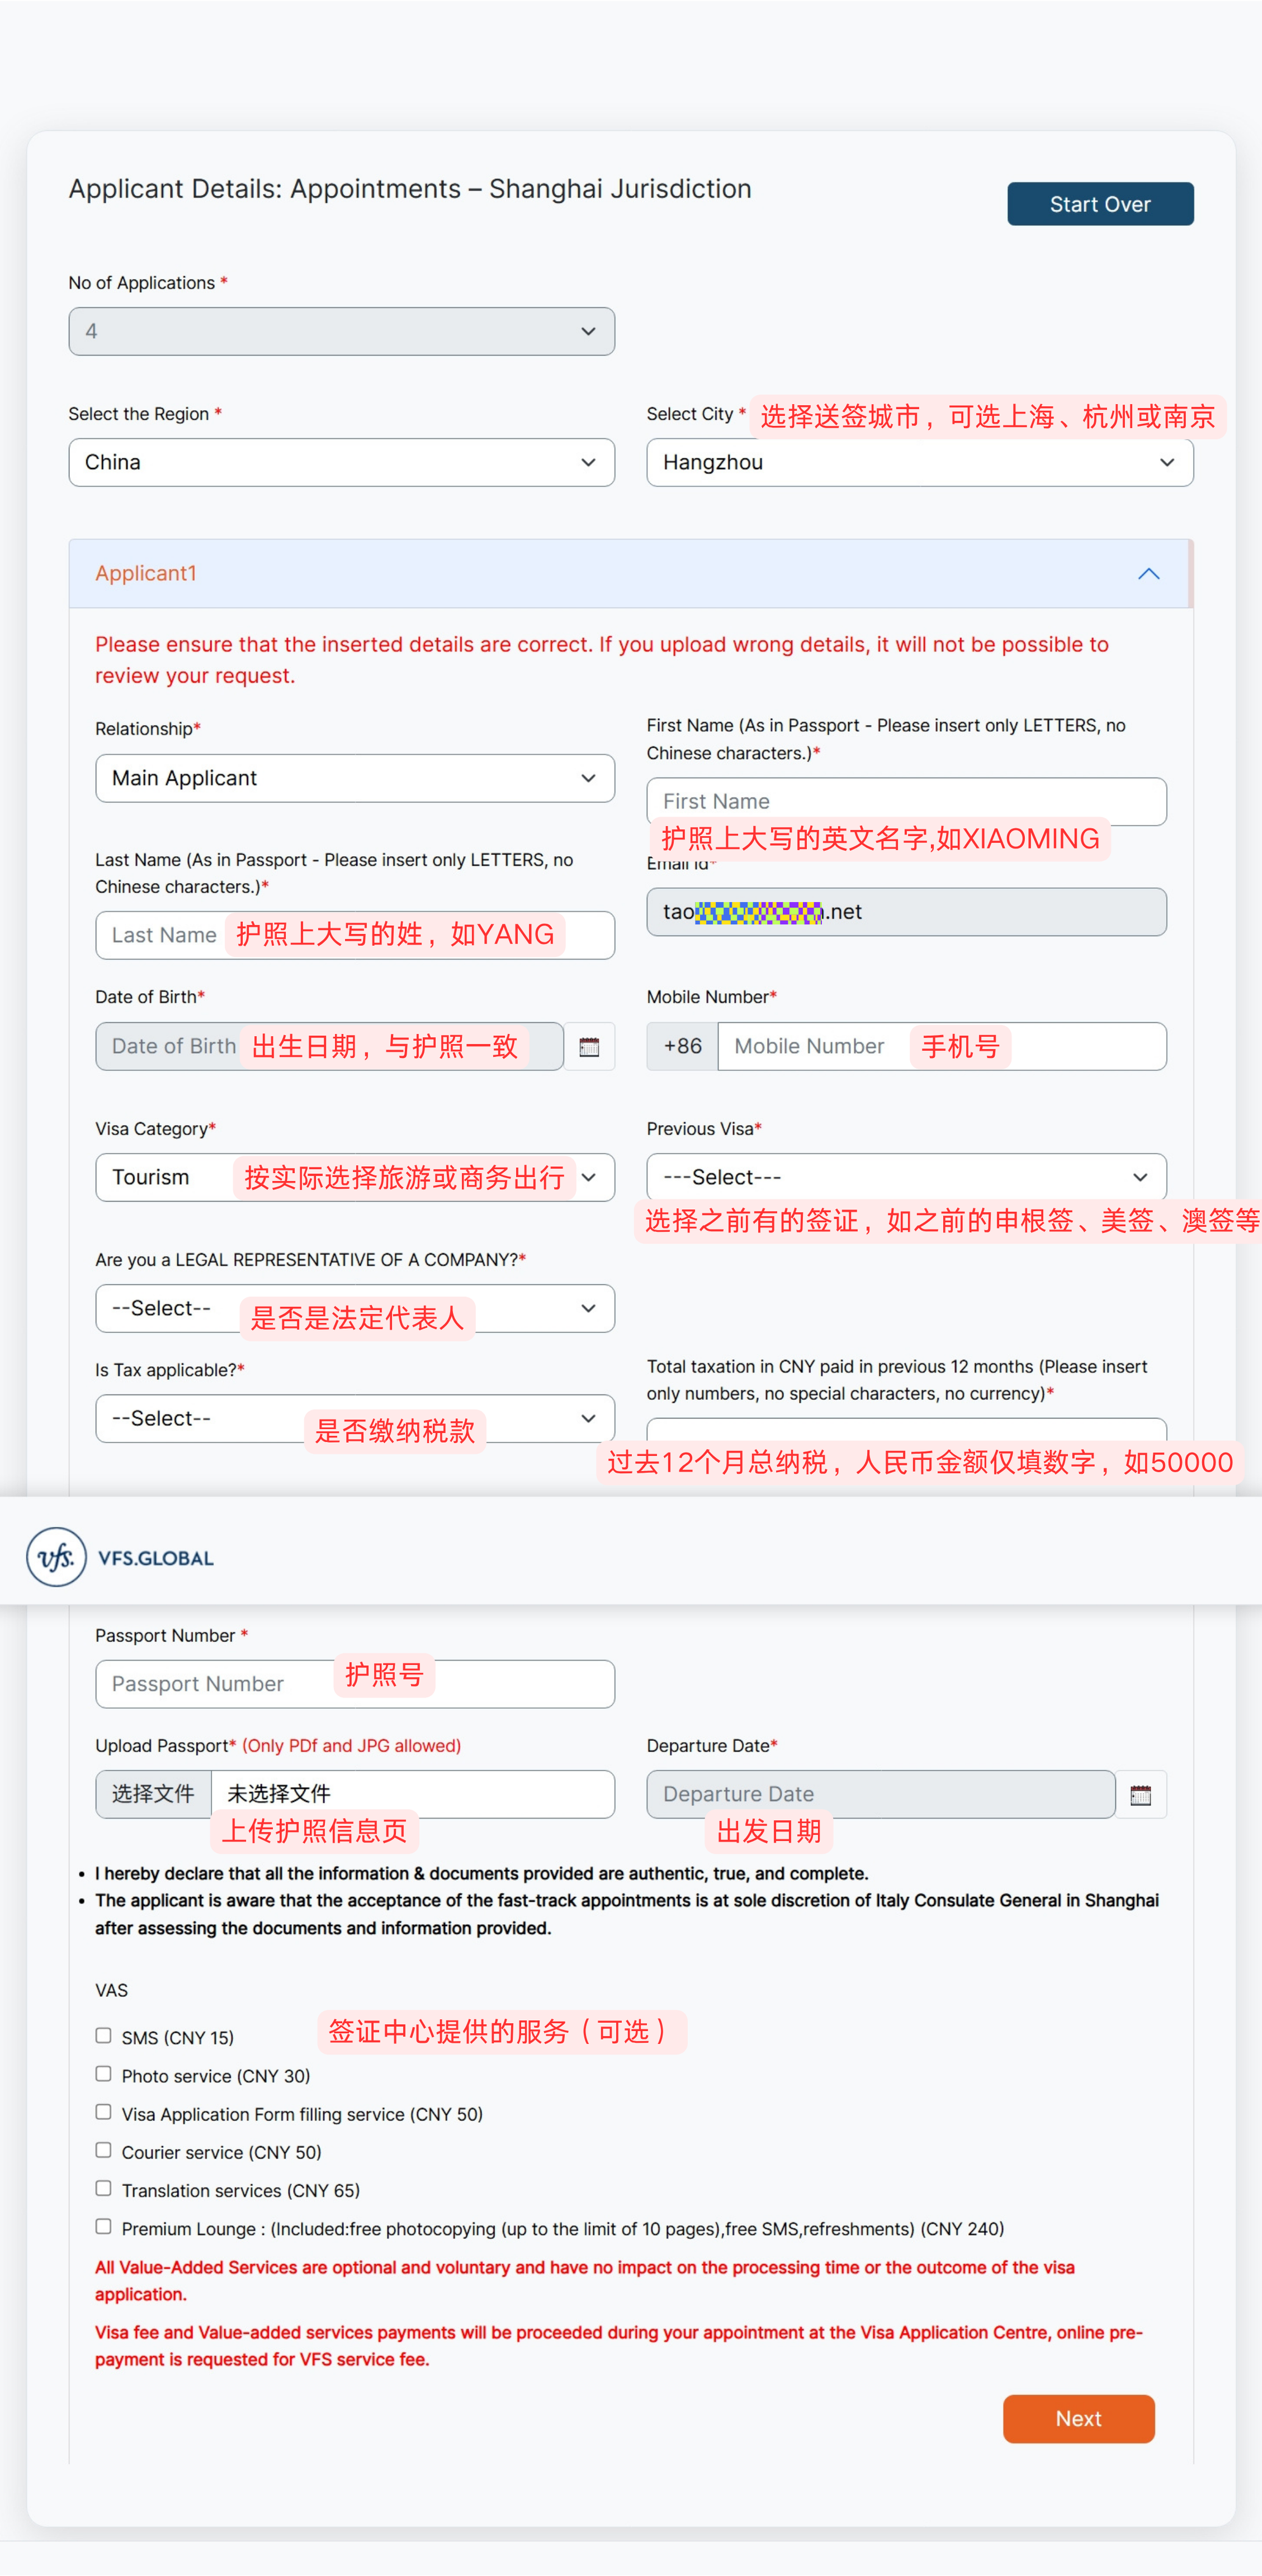 Applicant Details: Appointments – Shanghai Jurisdiction
Start Over
No of Applications *
4
Select the Region *
China
Select City *
选择送签城市，可选上海、杭州或南京
Hangzhou
Applicant1
Please ensure that the inserted details are correct. If you upload wrong details, it will not be possible to
review your request.
Relationship*
Main Applicant
First Name (As in Passport - Please insert only LETTERS, no
Chinese characters.)*
First Name
护照上大写的英文名字,如XIAOMING
Last Name (As in Passport - Please insert only LETTERS, no
Chinese characters.)*
Last Name
护照上大写的姓，如YANG
Email Id*
tao
.net
Date of Birth*
Date of Birth
出生日期，与护照一致
Mobile Number*
+86
Mobile Number
手机号
Visa Category*
Tourism
按实际选择旅游或商务出行
Previous Visa*
---Select---
选择之前有的签证，如之前的申根签、美签、澳签等
Are you a LEGAL REPRESENTATIVE OF A COMPANY?*
--Select--
是否是法定代表人
Is Tax applicable?*
--Select--
是否缴纳税款
Total taxation in CNY paid in previous 12 months (Please insert
only numbers, no special characters, no currency)*
过去12个月总纳税，人民币金额仅填数字，如50000
vfs.
VFS.GLOBAL
Passport Number *
Passport Number
护照号
Upload Passport* (Only PDf and JPG allowed)
选择文件
未选择文件
上传护照信息页
Departure Date*
Departure Date
出发日期
• I hereby declare that all the information & documents provided are authentic, true, and complete.
• The applicant is aware that the acceptance of the fast-track appointments is at sole discretion of Italy Consulate General in Shanghai
after assessing the documents and information provided.
VAS
签证中心提供的服务（可选）
SMS (CNY 15)
Photo service (CNY 30)
Visa Application Form filling service (CNY 50)
Courier service (CNY 50)
Translation services (CNY 65)
Premium Lounge : (Included:free photocopying (up to the limit of 10 pages),free SMS,refreshments) (CNY 240)
All Value-Added Services are optional and voluntary and have no impact on the processing time or the outcome of the visa
application.
Visa fee and Value-added services payments will be proceeded during your appointment at the Visa Application Centre, online pre-
payment is requested for VFS service fee.
Next